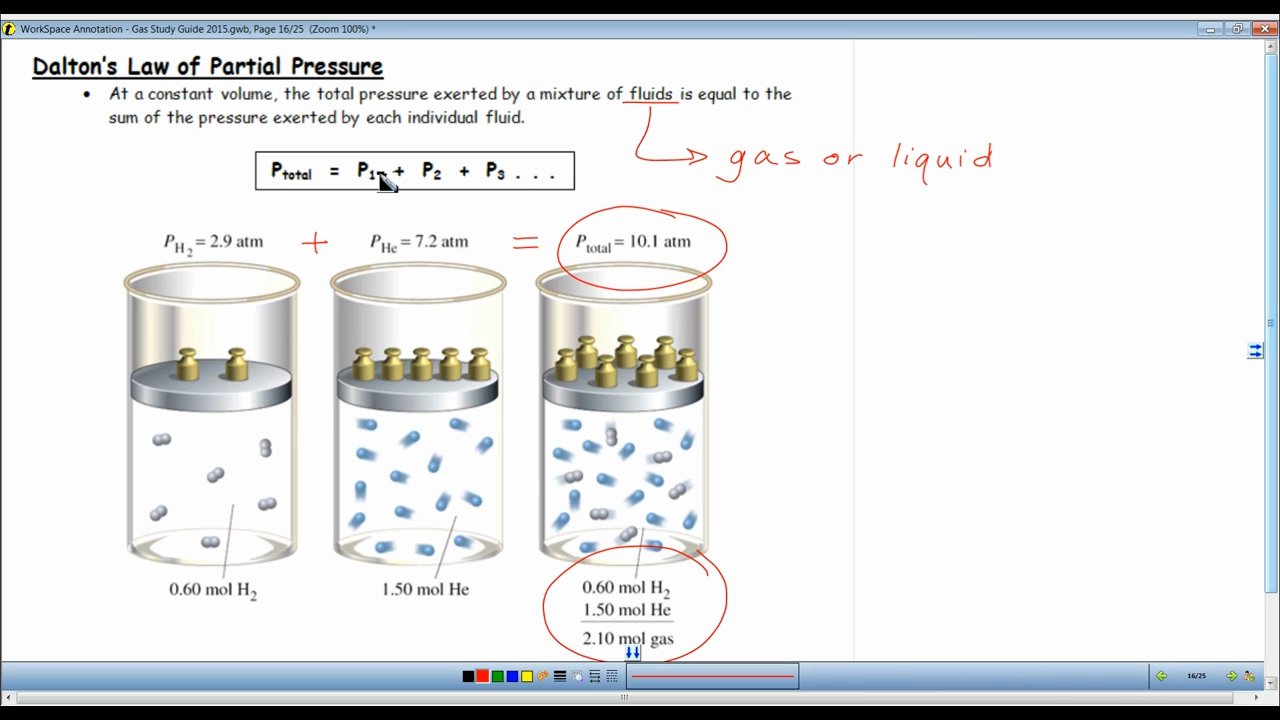 WorkSpace Annotation - Gas Study Guide 2015.gwb, Page 16/25 (Zoom 100%) *
Dalton's Law of Partial Pressure
• At a constant volume, the total pressure exerted by a mixture of fluids is equal to the
sum of the pressure exerted by each individual fluid.
gas or liquid
Ptotal = P1 + P2 + P3 . . .
PH2 = 2.9 atm + PHe = 7.2 atm = Ptotal = 10.1 atm
0.60 mol H2
1.50 mol He
0.60 mol H2
1.50 mol He
2.10 mol gas
16/25